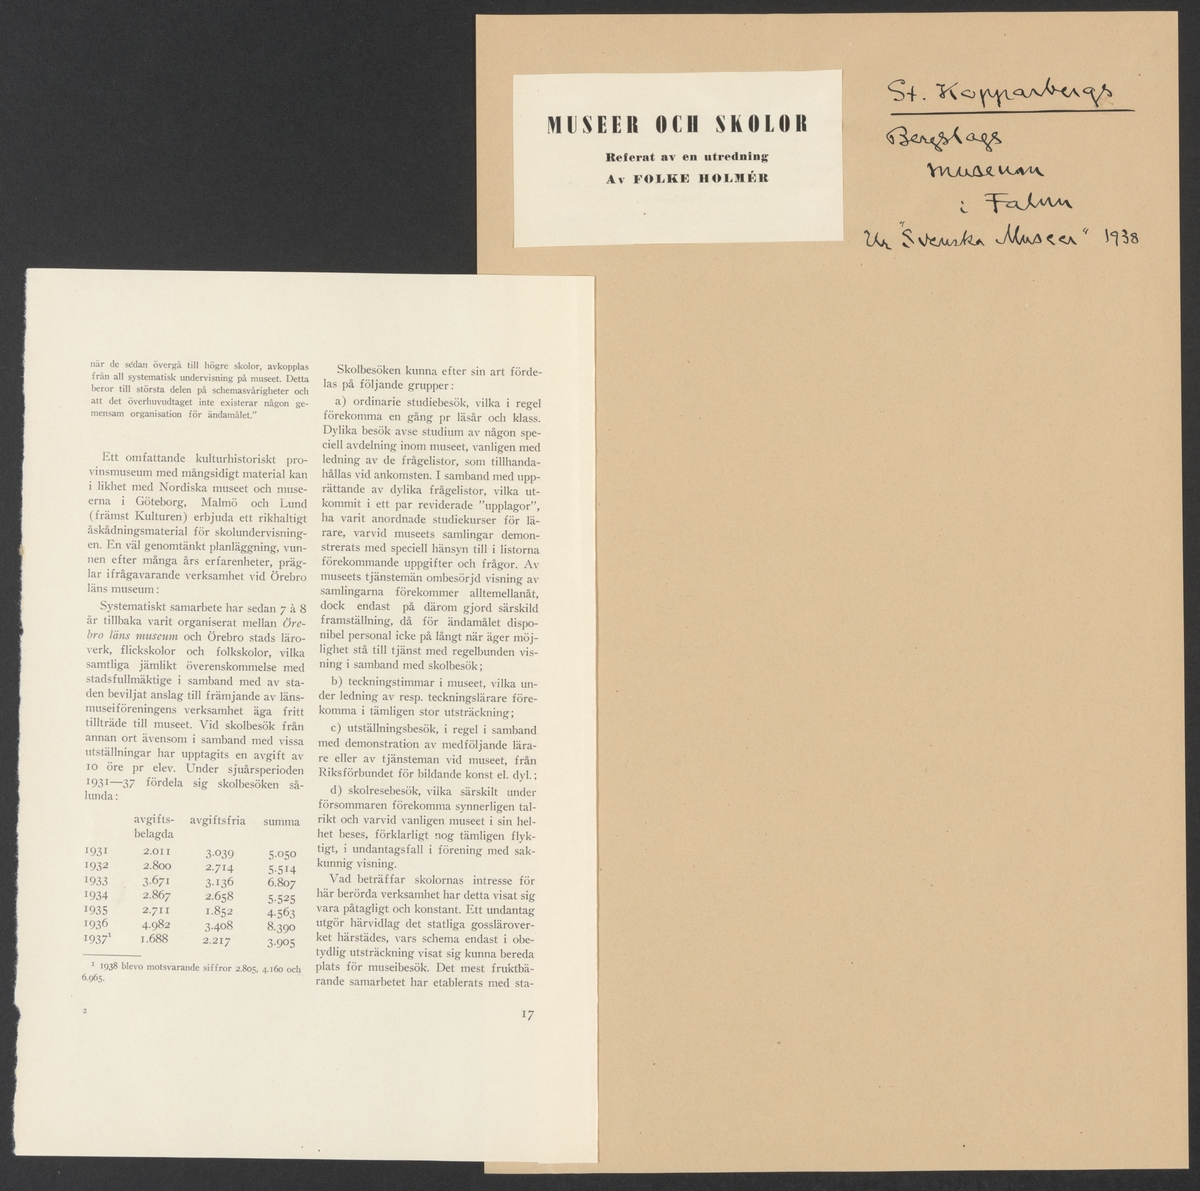 MUSEER OCH SKOLOR
Referat av en utredning
Av FOLKE HOLMÉR
St. Kopparbergs
Bergslags
museum
i Falun
Ur "Svenska Museer" 1938
när de sedan övergå till högre skolor, avkopplas
från all systematisk undervisning på museet. Detta
beror till största delen på schemasvårigheter och
att det överhuvudtaget inte existerar någon ge-
mensam organisation för ändamålet."
Ett omfattande kulturhistoriskt pro-
vinsmuseum med mångsidigt material kan
i likhet med Nordiska museet och muse-
erna i Göteborg, Malmö och Lund
(främst Kulturen) erbjuda ett rikhaltigt
åskådningsmaterial för skolundervisning-
en. En väl genomtänkt planläggning, vun-
nen efter många års erfarenheter, präg-
lar ifrågavarande verksamhet vid Örebro
läns museum:
Systematiskt samarbete har sedan 7 à 8
år tillbaka varit organiserat mellan Öre-
bro läns museum och Örebro stads läro-
verk, flickskolor och folkskolor, vilka
samtliga jämlikt överenskommelse med
stadsfullmäktige i samband med av sta-
den beviljat anslag till främjande av läns-
museiföreningens verksamhet äga fritt
tillträde till museet. Vid skolbesök från
annan ort ävensom i samband med vissa
utställningar har upptagits en avgift av
10 öre pr elev. Under sjuårsperioden
1931—37 fördela sig skolbesöken så-
lunda:
avgifts- avgiftsfria summa
belagda
1931 2.011 3.039 5.050
1932 2.800 2.714 5.514
1933 3.671 3.136 6.807
1934 2.867 2.658 5.525
1935 2.711 1.852 4.563
1936 4.982 3.408 8.390
1937¹ 1.688 2.217 3.905
¹ 1938 blevo motsvarande siffror 2.805, 4.160 och
6.965.
2
Skolbesöken kunna efter sin art förde-
las på följande grupper:
a) ordinarie studiebesök, vilka i regel
förekomma en gång pr läsår och klass.
Dylika besök avse studium av någon spe-
ciell avdelning inom museet, vanligen med
ledning av de frågelistor, som tillhanda-
hållas vid ankomsten. I samband med upp-
rättande av dylika frågelistor, vilka ut-
kommit i ett par reviderade "upplagor",
ha varit anordnade studiekurser för lä-
rare, varvid museets samlingar demon-
strerats med speciell hänsyn till i listorna
förekommande uppgifter och frågor. Av
museets tjänstemän ombesörjd visning av
samlingarna förekommer alltemellanåt,
dock endast på därom gjord särskild
framställning, då för ändamålet dispo-
nibel personal icke på långt när äger möj-
lighet stå till tjänst med regelbunden vis-
ning i samband med skolbesök;
b) teckningstimmar i museet, vilka un-
der ledning av resp. teckningslärare före-
komma i tämligen stor utsträckning;
c) utställningsbesök, i regel i samband
med demonstration av medföljande lära-
re eller av tjänsteman vid museet, från
Riksförbundet för bildande konst el. dyl.;
d) skolresebesök, vilka särskilt under
försommaren förekomma synnerligen tal-
rikt och varvid vanligen museet i sin hel-
het beses, förklarligt nog tämligen flyk-
tigt, i undantagsfall i förening med sak-
kunnig visning.
Vad beträffar skolornas intresse för
här berörda verksamhet har detta visat sig
vara påtagligt och konstant. Ett undantag
utgör härvidlag det statliga gossläröver-
ket härstädes, vars schema endast i obe-
tydlig utsträckning visat sig kunna bereda
plats för museibesök. Det mest fruktbä-
rande samarbetet har etablerats med sta-
17